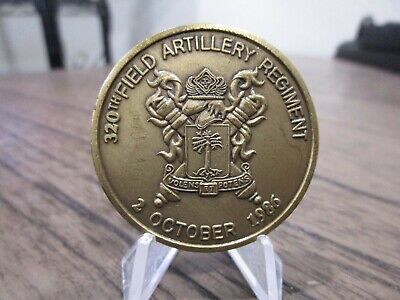 320TH FIELD ARTILLERY REGIMENT
VOLENS ET POTENS
2 OCTOBER 1986